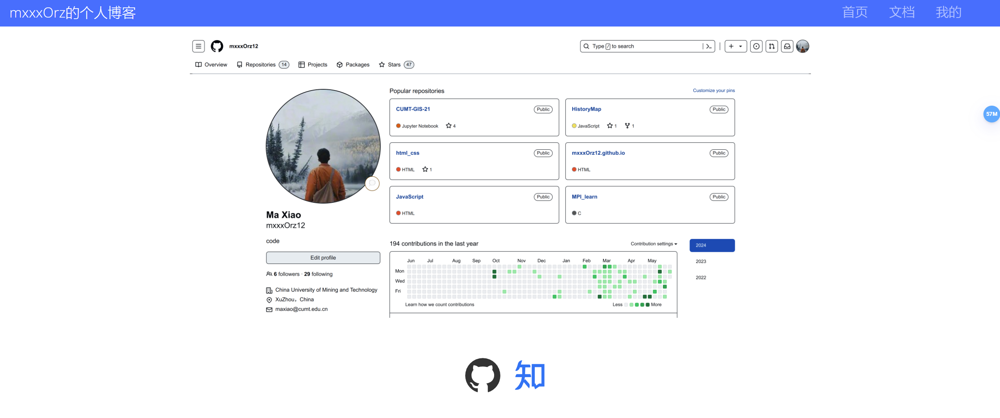 mxxxOrz的个人博客 首页 文档 我的
mxxxOrz12 Type / to search
Overview Repositories 14 Projects Packages Stars 47
Popular repositories Customize your pins
CUMT-GIS-21 Public
Jupyter Notebook 4
HistoryMap Public
JavaScript 1 1
html_css Public
HTML 1
mxxxOrz12.github.io Public
HTML
JavaScript Public
HTML
MPI_learn Public
C
57M
Ma Xiao
mxxxOrz12
code
Edit profile
6 followers · 29 following
China University of Mining and Technology
XuZhou，China
maxiao@cumt.edu.cn
194 contributions in the last year Contribution settings
2024
2023
2022
Jun Jul Aug Sep Oct Nov Dec Jan Feb Mar Apr May
Mon
Wed
Fri
Learn how we count contributions Less More
知